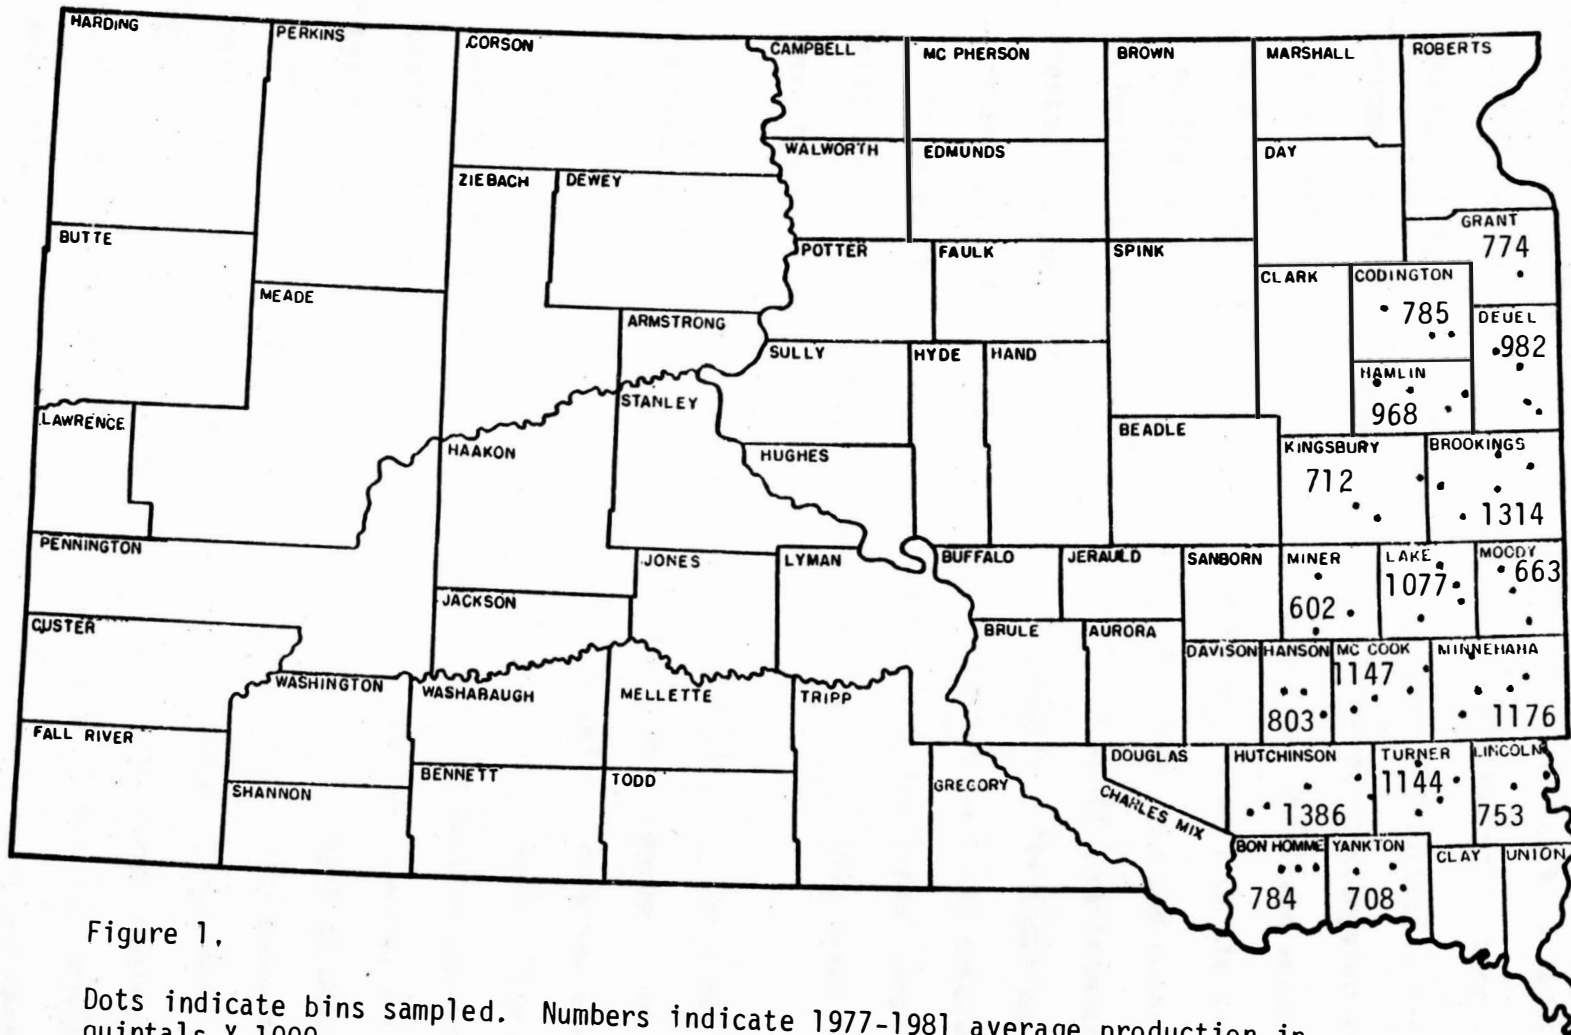 HARDING
PERKINS
CORSON
CAMPBELL
MC PHERSON
BROWN
MARSHALL
ROBERTS
WALWORTH
EDMUNDS
DAY
ZIEBACH
DEWEY
GRANT
774
BUTTE
POTTER
FAULK
SPINK
CLARK
CODINGTON
785
MEADE
ARMSTRONG
DEUEL
982
SULLY
HYDE
HAND
HAMLIN
968
LAWRENCE
STANLEY
BEADLE
HAAKON
HUGHES
KINGSBURY
712
BROOKINGS
1314
PENNINGTON
JONES
LYMAN
BUFFALO
JERAULD
SANBORN
MINER
602
LAKE
1077
MOODY
663
JACKSON
CUSTER
BRULE
AURORA
DAVISON
HANSON
803
MC COOK
1147
MINNEHAHA
1176
WASHINGTON
WASHABAUGH
MELLETTE
TRIPP
FALL RIVER
DOUGLAS
HUTCHINSON
1386
TURNER
1144
LINCOLN
753
SHANNON
BENNETT
TODD
GREGORY
CHARLES MIX
BON HOMME
784
YANKTON
708
CLAY
UNION
Figure 1.
Dots indicate bins sampled. Numbers indicate 1977-1981 average production in
quintals X 1000